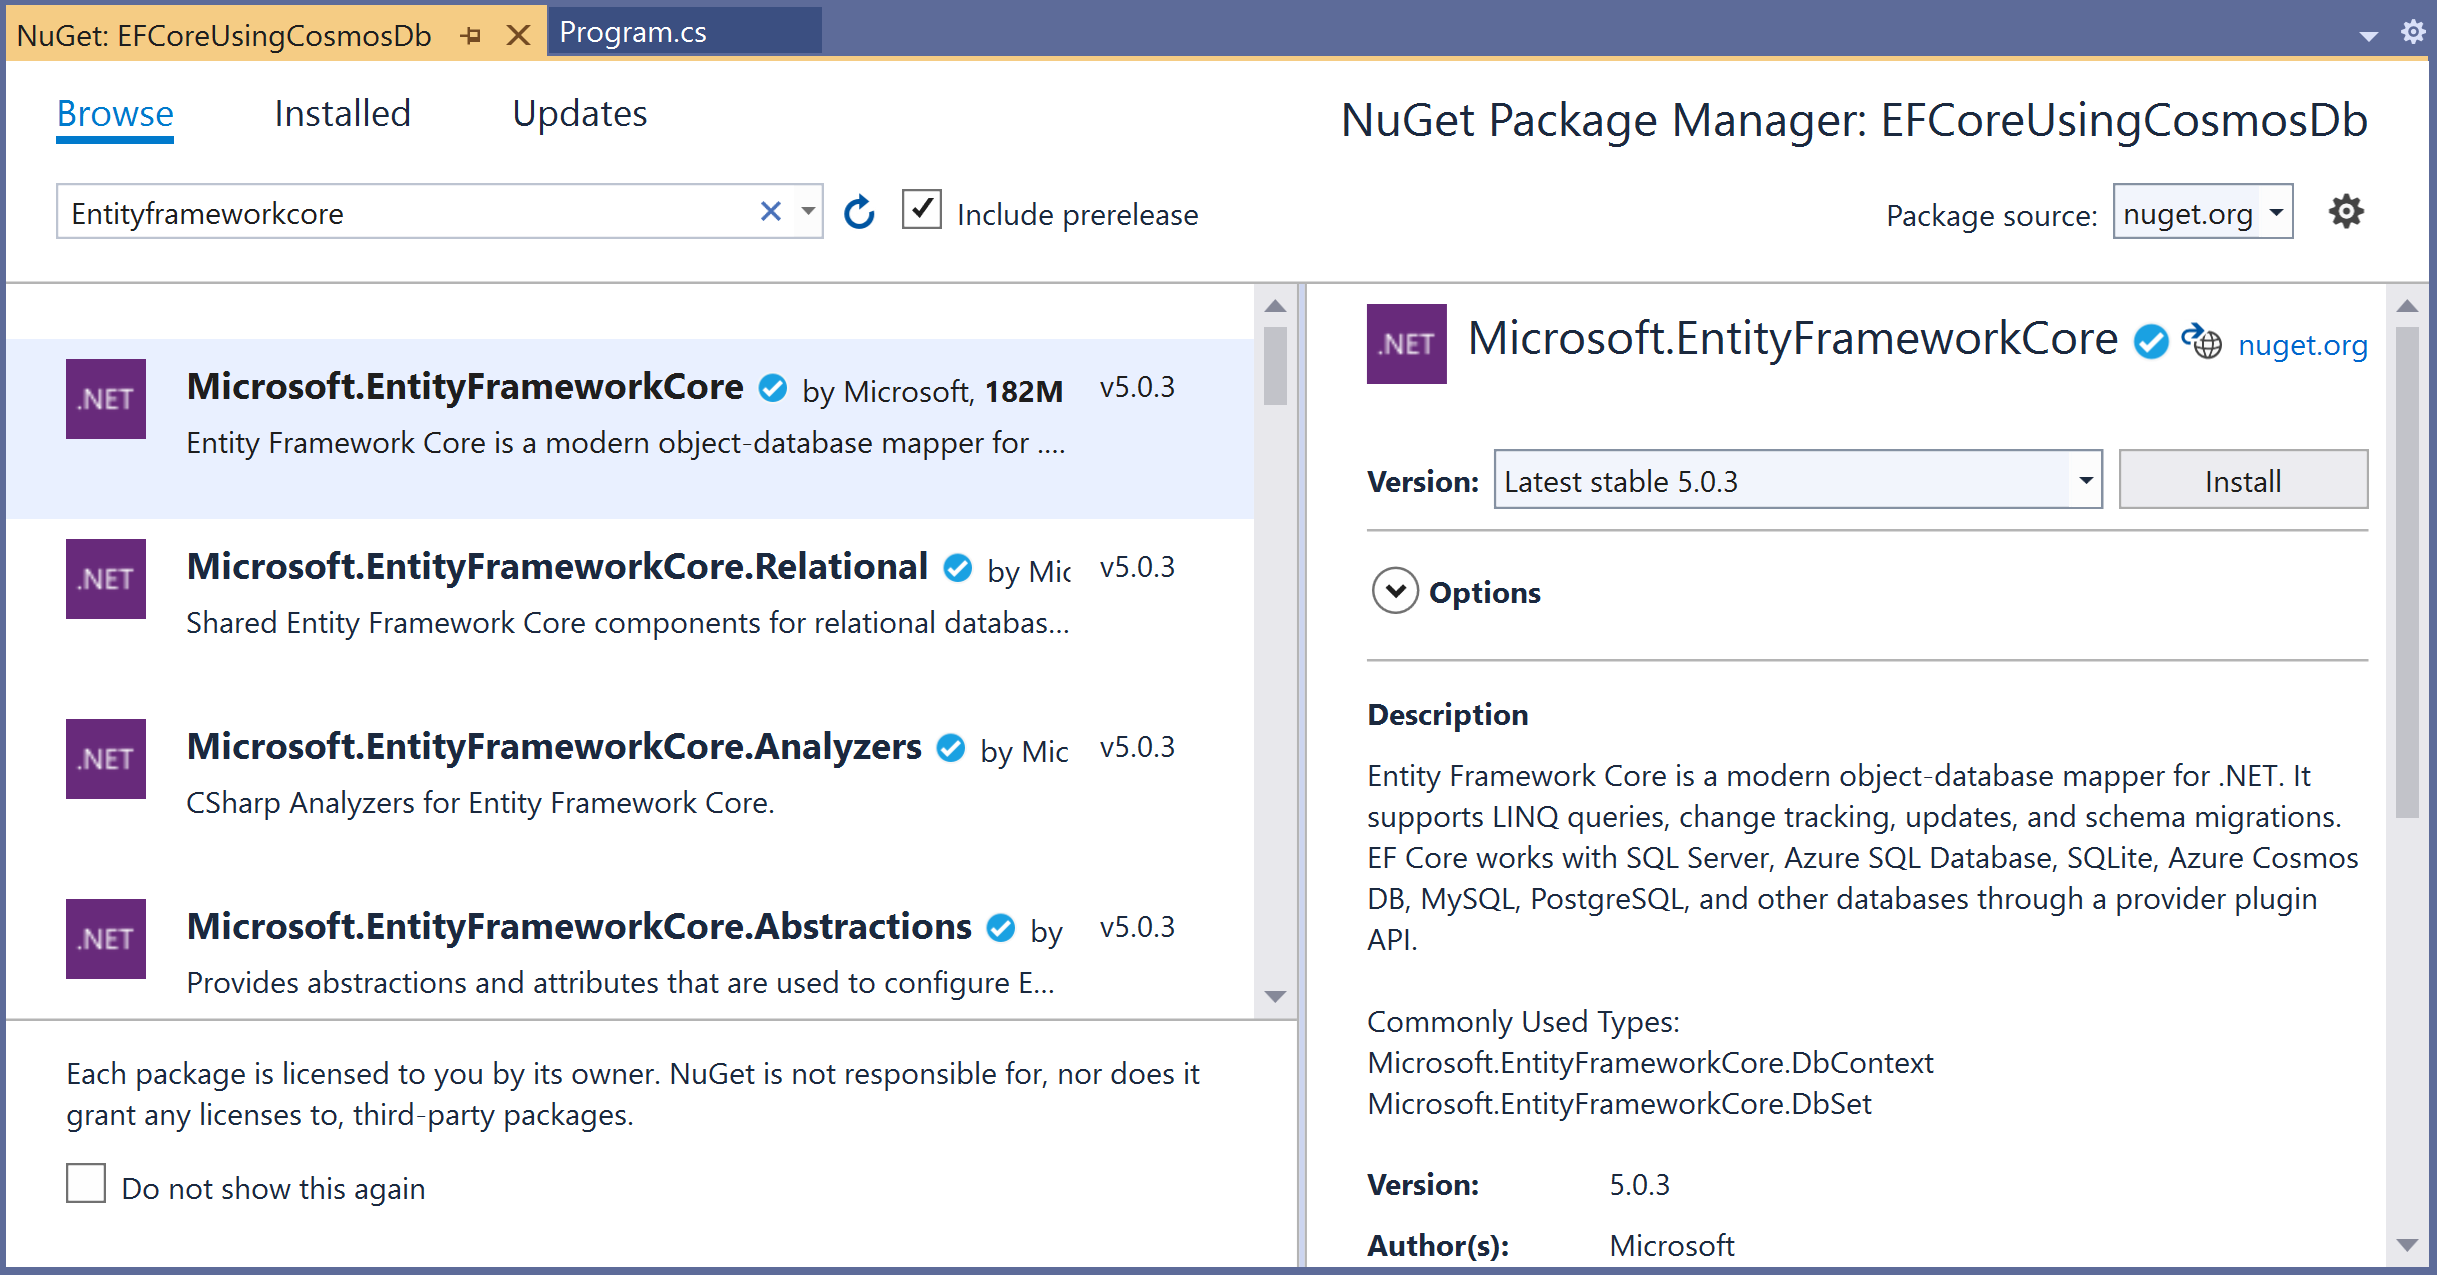 NuGet: EFCoreUsingCosmosDb
Program.cs
Browse
Installed
Updates
NuGet Package Manager: EFCoreUsingCosmosDb
Entityframeworkcore
Include prerelease
Package source: nuget.org
.NET
Microsoft.EntityFrameworkCore by Microsoft, 182M v5.0.3
Entity Framework Core is a modern object-database mapper for ....
.NET
Microsoft.EntityFrameworkCore.Relational by Mic v5.0.3
Shared Entity Framework Core components for relational databas...
.NET
Microsoft.EntityFrameworkCore.Analyzers by Mic v5.0.3
CSharp Analyzers for Entity Framework Core.
.NET
Microsoft.EntityFrameworkCore.Abstractions by v5.0.3
Provides abstractions and attributes that are used to configure E...
Each package is licensed to you by its owner. NuGet is not responsible for, nor does it
grant any licenses to, third-party packages.
Do not show this again
.NET
Microsoft.EntityFrameworkCore nuget.org
Version: Latest stable 5.0.3 Install
Options
Description
Entity Framework Core is a modern object-database mapper for .NET. It
supports LINQ queries, change tracking, updates, and schema migrations.
EF Core works with SQL Server, Azure SQL Database, SQLite, Azure Cosmos
DB, MySQL, PostgreSQL, and other databases through a provider plugin
API.
Commonly Used Types:
Microsoft.EntityFrameworkCore.DbContext
Microsoft.EntityFrameworkCore.DbSet
Version: 5.0.3
Author(s): Microsoft